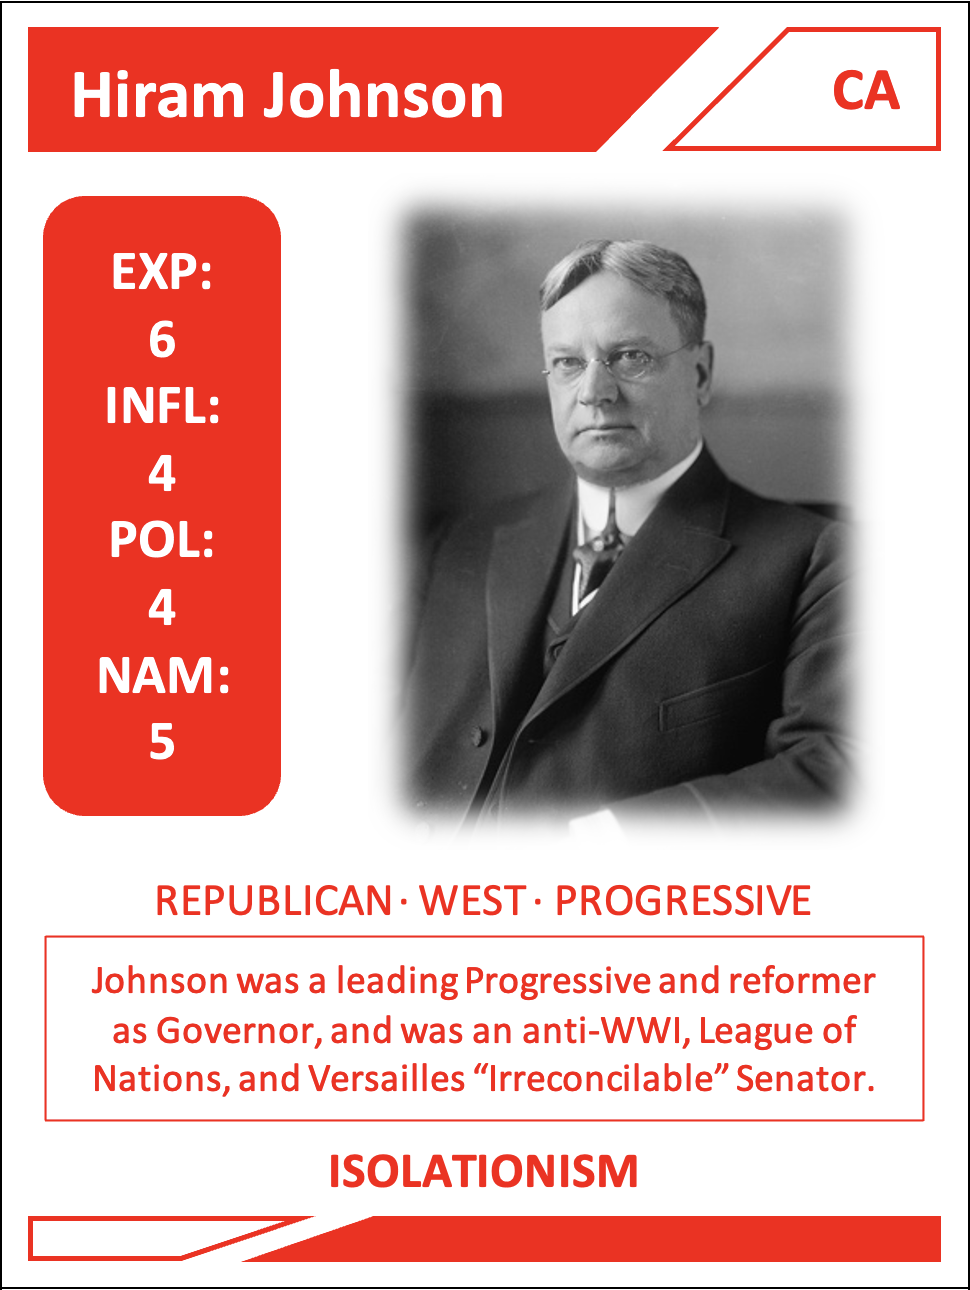 Hiram Johnson
CA
EXP:
6
INFL:
4
POL:
4
NAM:
5
REPUBLICAN · WEST · PROGRESSIVE
Johnson was a leading Progressive and reformer
as Governor, and was an anti-WWI, League of
Nations, and Versailles “Irreconcilable” Senator.
ISOLATIONISM